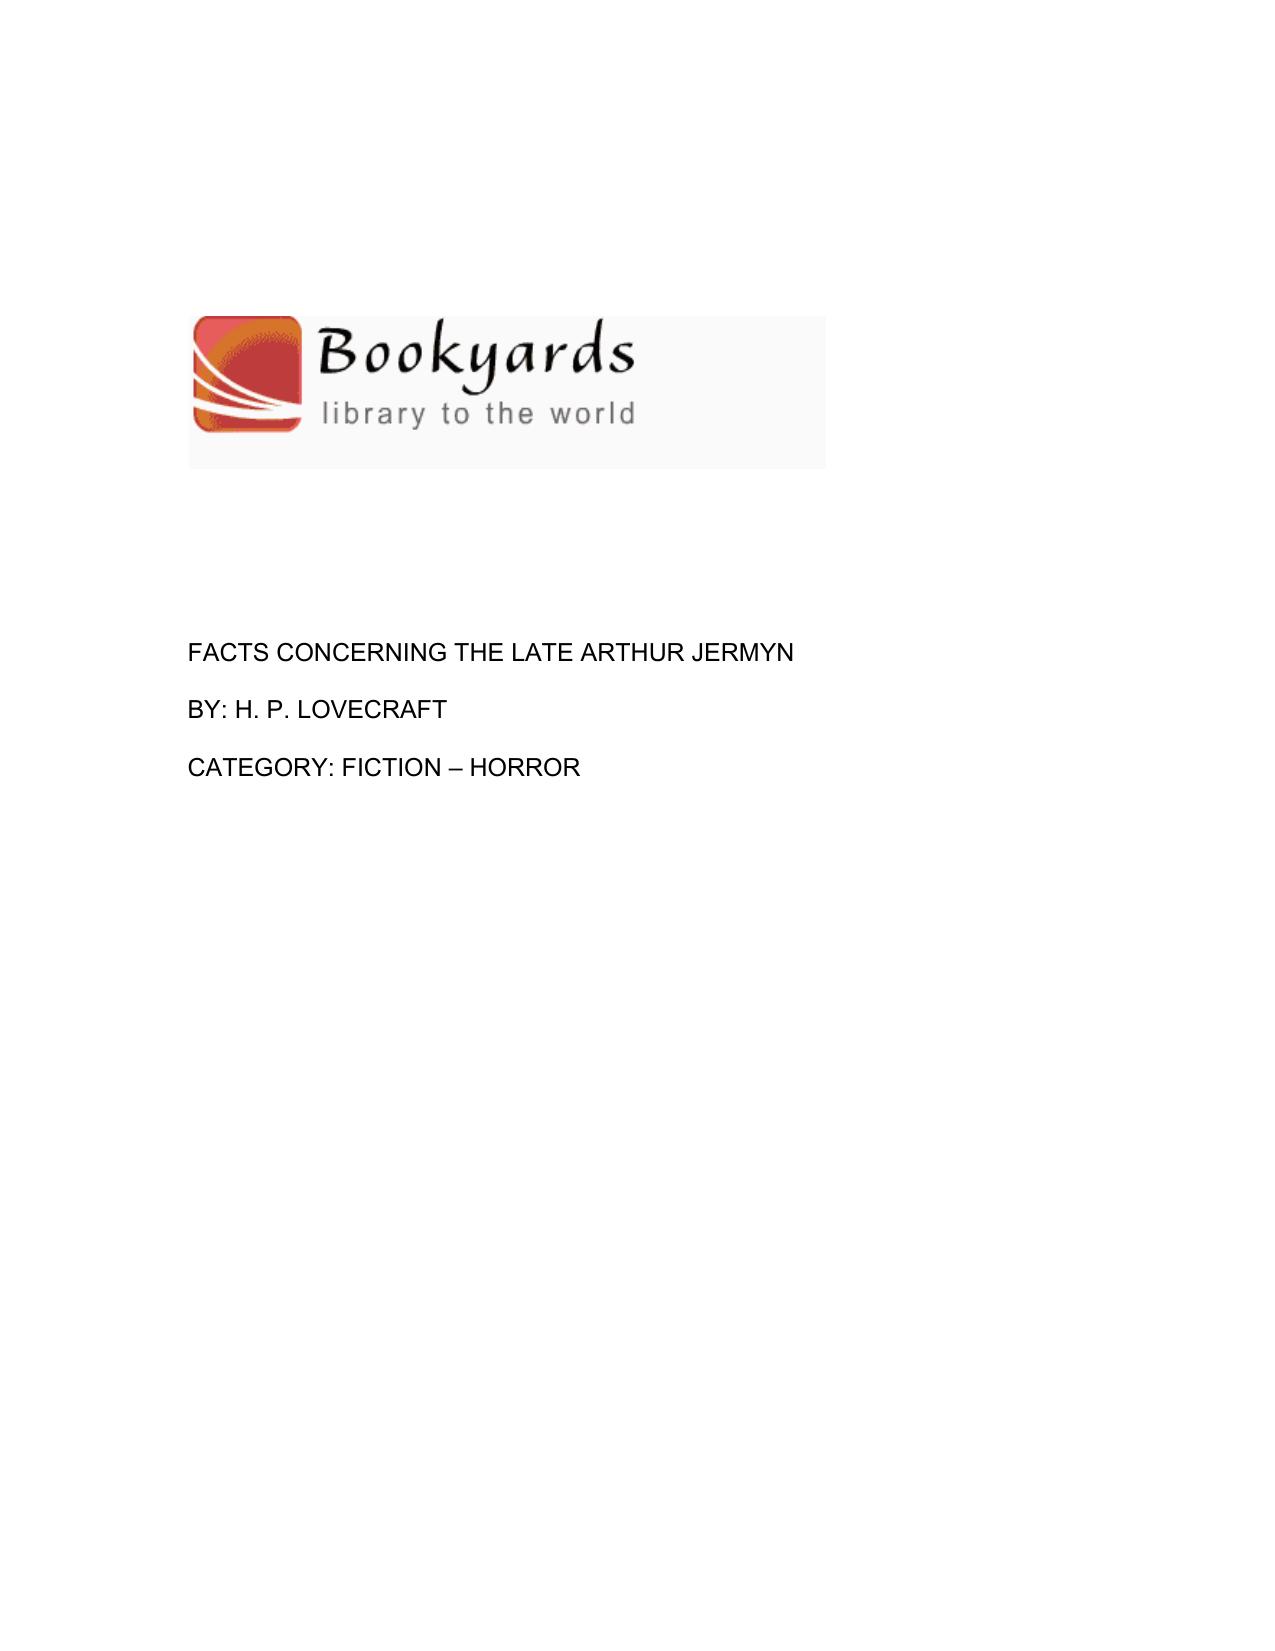 Bookyards
library to the world
FACTS CONCERNING THE LATE ARTHUR JERMYN
BY: H. P. LOVECRAFT
CATEGORY: FICTION – HORROR